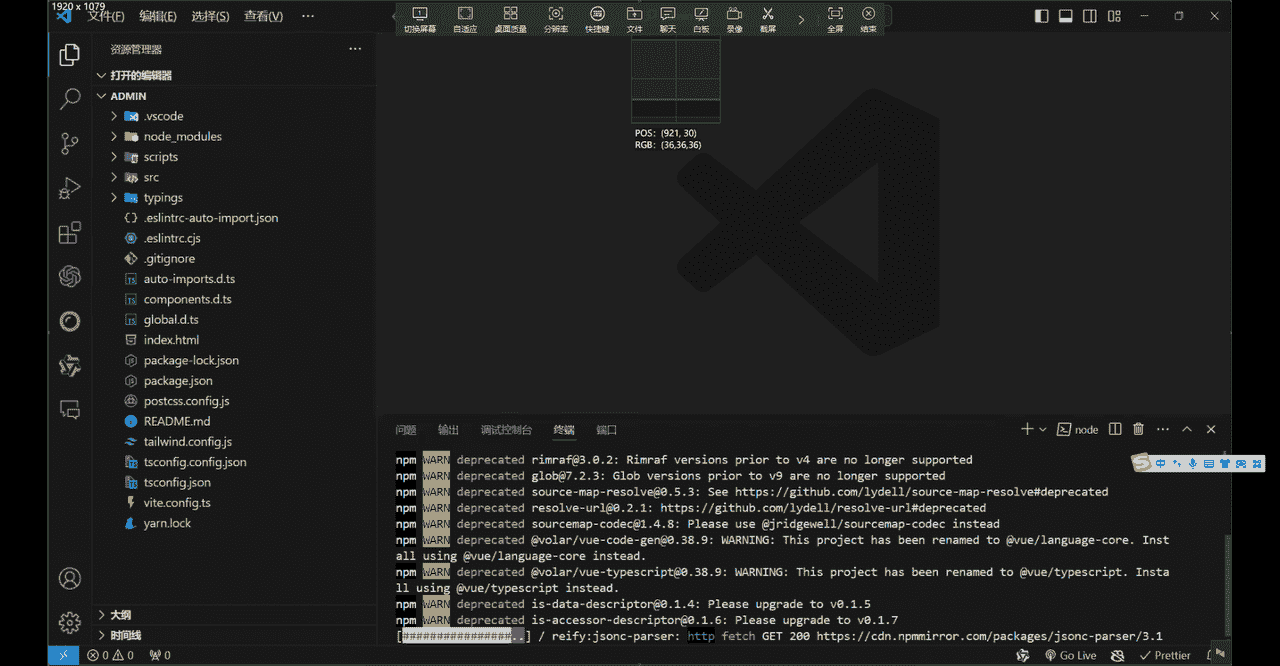 1920 x 1079
文件(F) 编辑(E) 选择(S) 查看(V) ···
切换屏幕 自适应 桌面质量 分辨率 快捷键 文件 聊天 白板 录像 截屏 全屏 结束
资源管理器
打开的编辑器
ADMIN
.vscode
node_modules
scripts
src
typings
.eslintrc-auto-import.json
.eslintrc.cjs
.gitignore
auto-imports.d.ts
components.d.ts
global.d.ts
index.html
package-lock.json
package.json
postcss.config.js
README.md
tailwind.config.js
tsconfig.config.json
tsconfig.json
vite.config.ts
yarn.lock
大纲
时间线
POS: (921, 30)
RGB: (36,36,36)
问题 输出 调试控制台 终端 端口
node
npm WARN deprecated rimraf@3.0.2: Rimraf versions prior to v4 are no longer supported
npm WARN deprecated glob@7.2.3: Glob versions prior to v9 are no longer supported
npm WARN deprecated source-map-resolve@0.5.3: See https://github.com/lydell/source-map-resolve#deprecated
npm WARN deprecated resolve-url@0.2.1: https://github.com/lydell/resolve-url#deprecated
npm WARN deprecated sourcemap-codec@1.4.8: Please use @jridgewell/sourcemap-codec instead
npm WARN deprecated @volar/vue-code-gen@0.38.9: WARNING: This project has been renamed to @vue/language-core. Inst
all using @vue/language-core instead.
npm WARN deprecated @volar/vue-typescript@0.38.9: WARNING: This project has been renamed to @vue/typescript. Insta
ll using @vue/typescript instead.
npm WARN deprecated is-data-descriptor@0.1.4: Please upgrade to v0.1.5
npm WARN deprecated is-accessor-descriptor@0.1.6: Please upgrade to v0.1.7
[################..] / reify:jsonc-parser: http fetch GET 200 https://cdn.npmmirror.com/packages/jsonc-parser/3.1
中
0 0 0
Go Live
Prettier